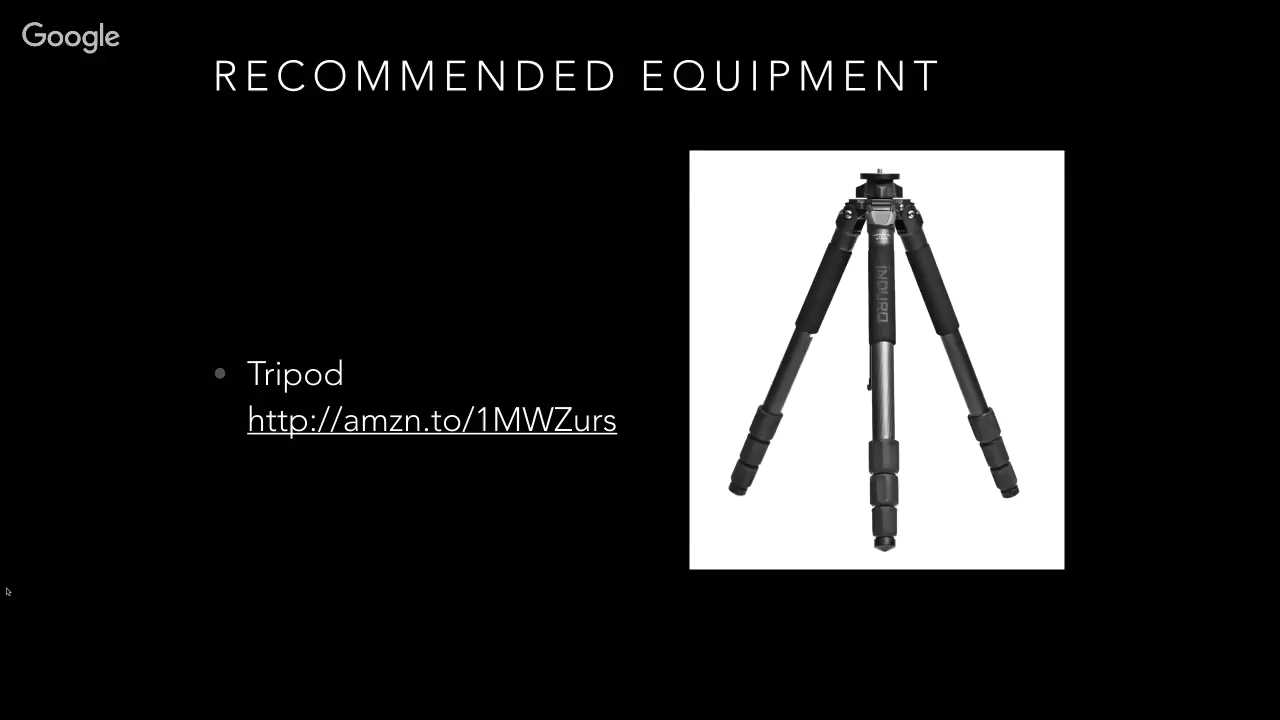 Google
RECOMMENDED EQUIPMENT
Tripod
http://amzn.to/1MWZurs
INDURO